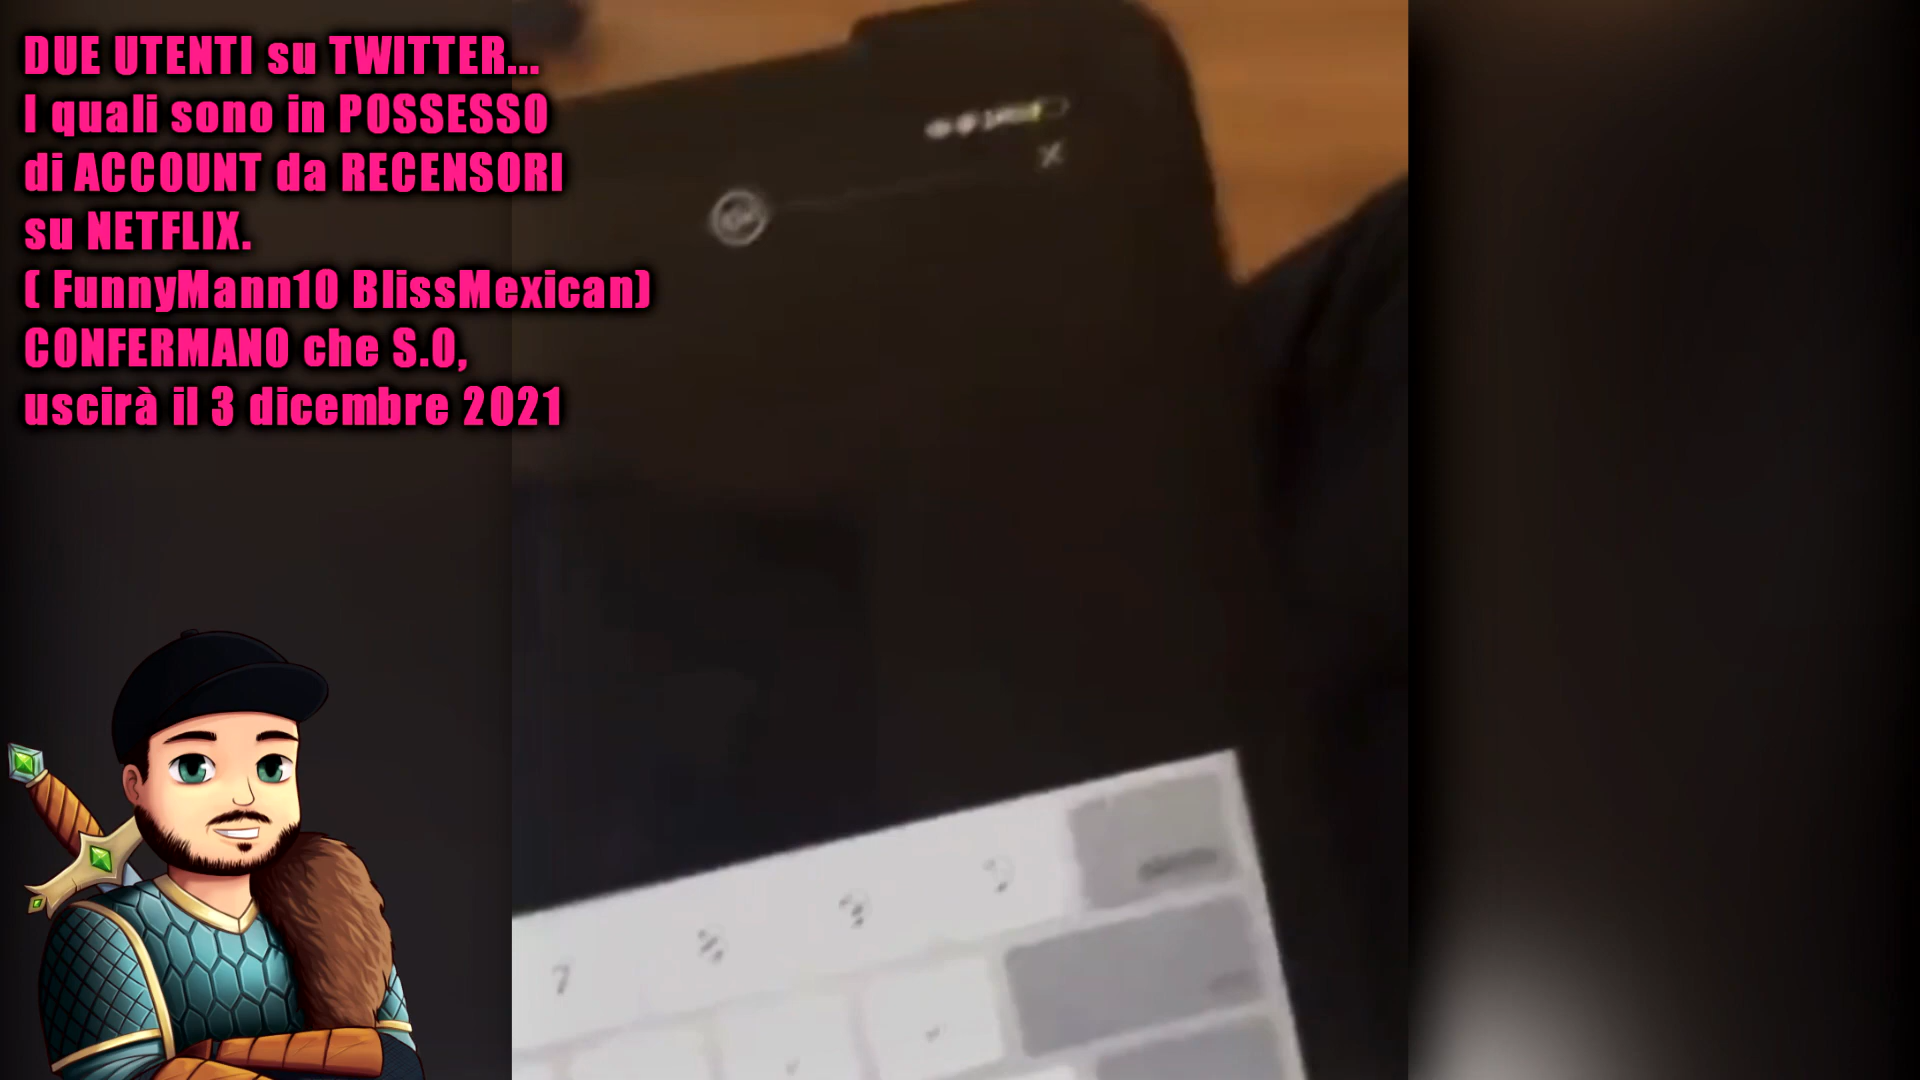 DUE UTENTI su TWITTER...
I quali sono in POSSESSO
di ACCOUNT da RECENSORI
su NETFLIX.
( FunnyMann10 BlissMexican)
CONFERMANO che S.O,
uscirà il 3 dicembre 2021
7